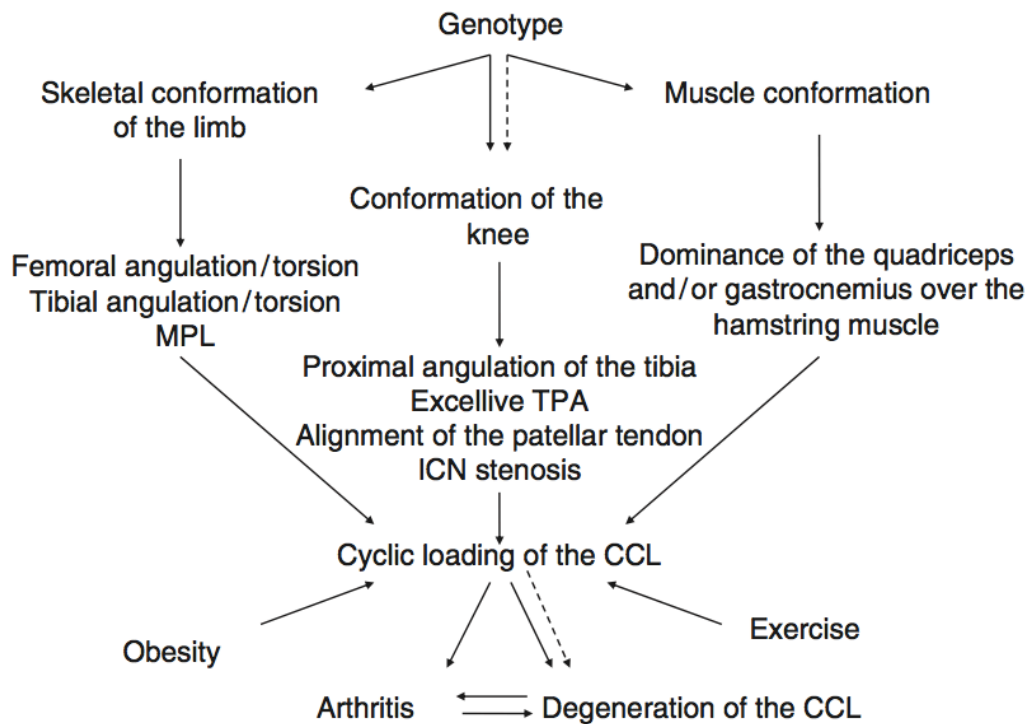 Genotype
Skeletal conformation
of the limb
Muscle conformation
Conformation of the
knee
Femoral angulation/torsion
Tibial angulation/torsion
MPL
Dominance of the quadriceps
and/or gastrocnemius over the
hamstring muscle
Proximal angulation of the tibia
Excellive TPA
Alignment of the patellar tendon
ICN stenosis
Cyclic loading of the CCL
Obesity
Exercise
Arthritis
Degeneration of the CCL